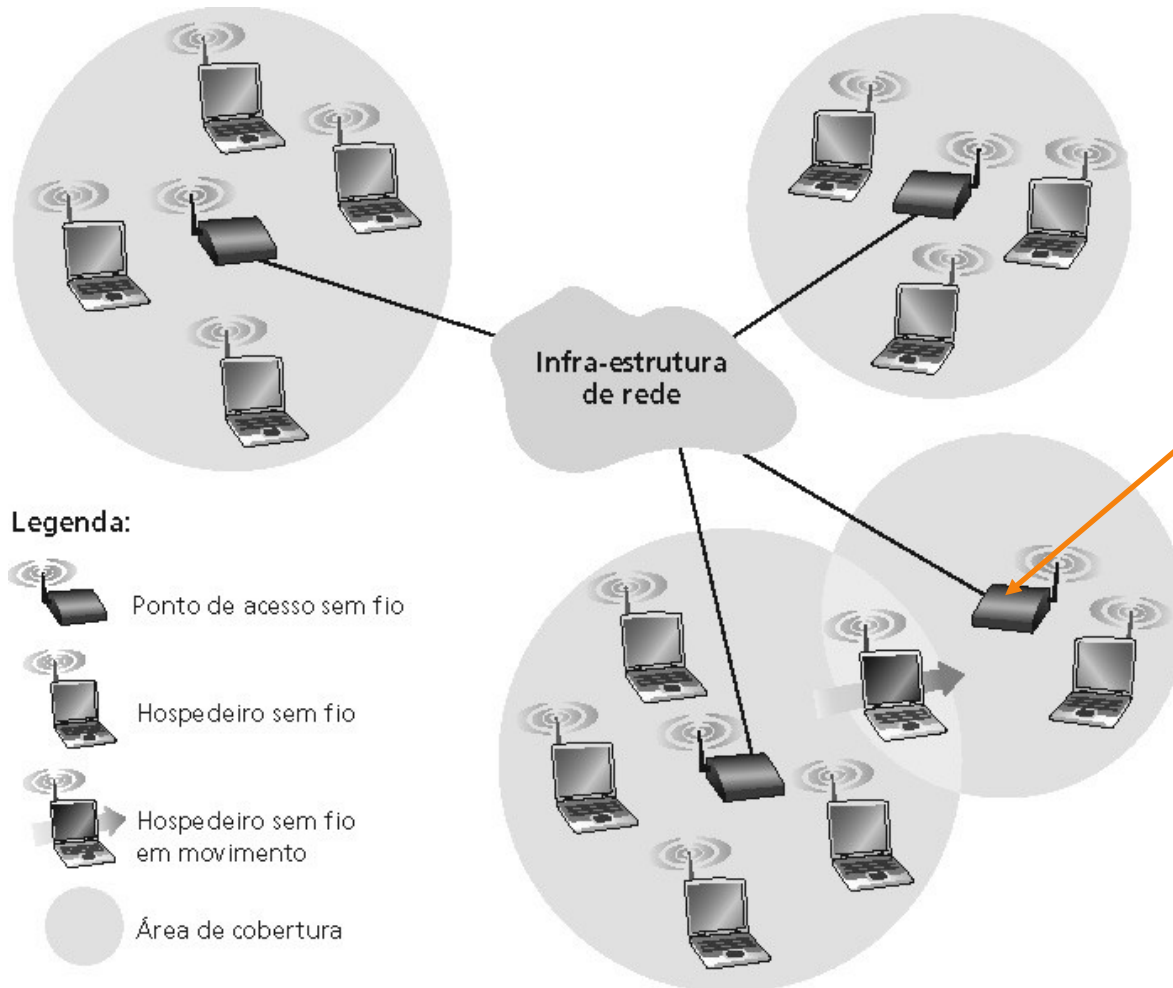 Infra-estrutura
de rede
Legenda:
Ponto de acesso sem fio
Hospedeiro sem fio
Hospedeiro sem fio
em movimento
Área de cobertura